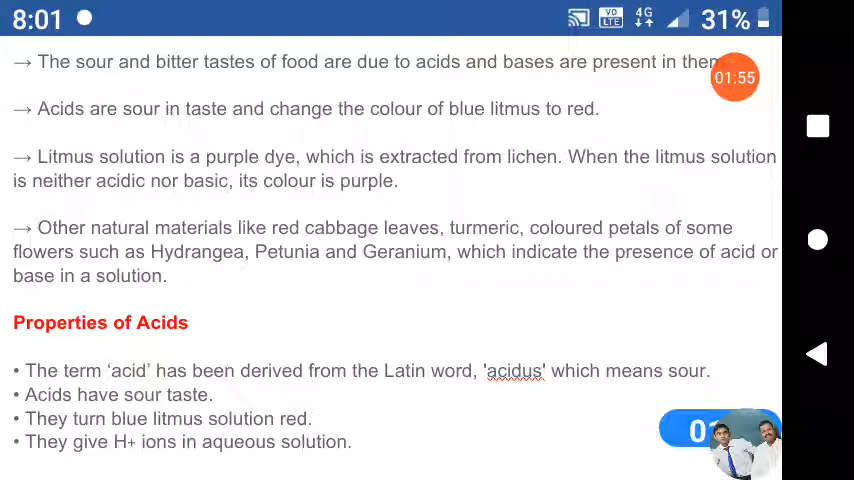 8:01 VO LTE 4G 31%
→ The sour and bitter tastes of food are due to acids and bases are present in them
01:55
→ Acids are sour in taste and change the colour of blue litmus to red.
→ Litmus solution is a purple dye, which is extracted from lichen. When the litmus solution
is neither acidic nor basic, its colour is purple.
→ Other natural materials like red cabbage leaves, turmeric, coloured petals of some
flowers such as Hydrangea, Petunia and Geranium, which indicate the presence of acid or
base in a solution.
Properties of Acids
• The term ‘acid’ has been derived from the Latin word, 'acidus' which means sour.
• Acids have sour taste.
• They turn blue litmus solution red.
• They give H+ ions in aqueous solution.